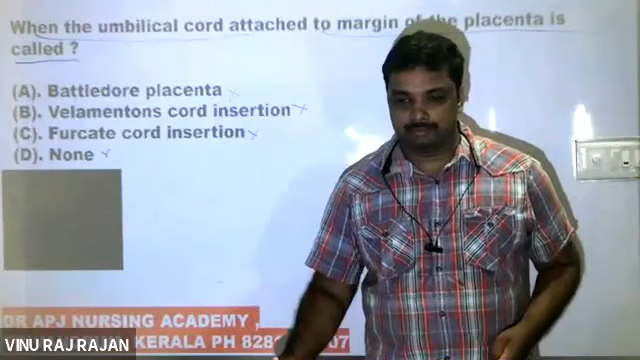 When the umbilical cord attached to margin of the placenta is
called ?
(A). Battledore placenta
(B). Velamentons cord insertion
(C). Furcate cord insertion
(D). None
DR APJ NURSING ACADEMY ,
KERALA PH
VINU RAJ RAJAN